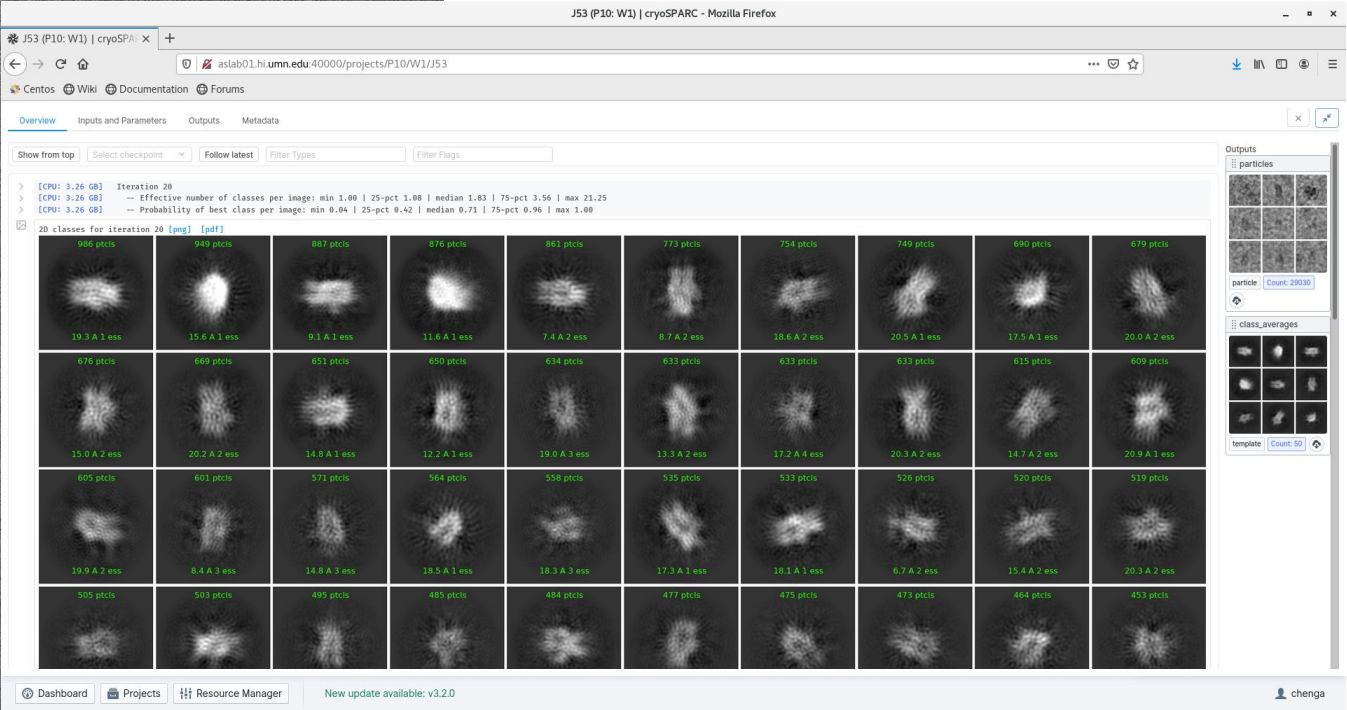 J53 (P10: W1) | cryoSPARC - Mozilla Firefox
J53 (P10: W1) | cryoSPA
aslab01.hi.umn.edu:40000/projects/P10/W1/J53
Centos Wiki Documentation Forums
Overview Inputs and Parameters Outputs Metadata
Show from top Select checkpoint Follow latest Filter Types Filter Flags
[CPU: 3.26 GB] Iteration 20
[CPU: 3.26 GB] -- Effective number of classes per image: min 1.00 | 25-pct 1.08 | median 1.83 | 75-pct 3.56 | max 21.25
[CPU: 3.26 GB] -- Probability of best class per image: min 0.04 | 25-pct 0.42 | median 0.71 | 75-pct 0.96 | max 1.00
2D classes for iteration 20 [png] [pdf]
986 ptcls 949 ptcls 887 ptcls 876 ptcls 861 ptcls 773 ptcls 754 ptcls 749 ptcls 690 ptcls 679 ptcls
19.3 A 1 ess 15.6 A 1 ess 9.1 A 1 ess 11.6 A 1 ess 7.4 A 2 ess 8.7 A 2 ess 18.6 A 2 ess 20.5 A 1 ess 17.5 A 1 ess 20.0 A 2 ess
676 ptcls 669 ptcls 651 ptcls 650 ptcls 634 ptcls 633 ptcls 633 ptcls 633 ptcls 615 ptcls 609 ptcls
15.0 A 2 ess 20.2 A 2 ess 14.8 A 1 ess 12.2 A 1 ess 19.0 A 3 ess 13.3 A 2 ess 17.2 A 4 ess 20.3 A 2 ess 14.7 A 2 ess 20.9 A 1 ess
605 ptcls 601 ptcls 571 ptcls 564 ptcls 558 ptcls 535 ptcls 533 ptcls 526 ptcls 520 ptcls 519 ptcls
19.9 A 2 ess 8.4 A 3 ess 14.8 A 3 ess 18.5 A 1 ess 18.3 A 3 ess 17.3 A 1 ess 18.1 A 1 ess 6.7 A 2 ess 15.4 A 2 ess 20.3 A 2 ess
505 ptcls 503 ptcls 495 ptcls 485 ptcls 484 ptcls 477 ptcls 475 ptcls 473 ptcls 464 ptcls 453 ptcls
Outputs
particles
particle Count: 29030
class_averages
template Count: 50
Dashboard Projects Resource Manager New update available: v3.2.0 chenga